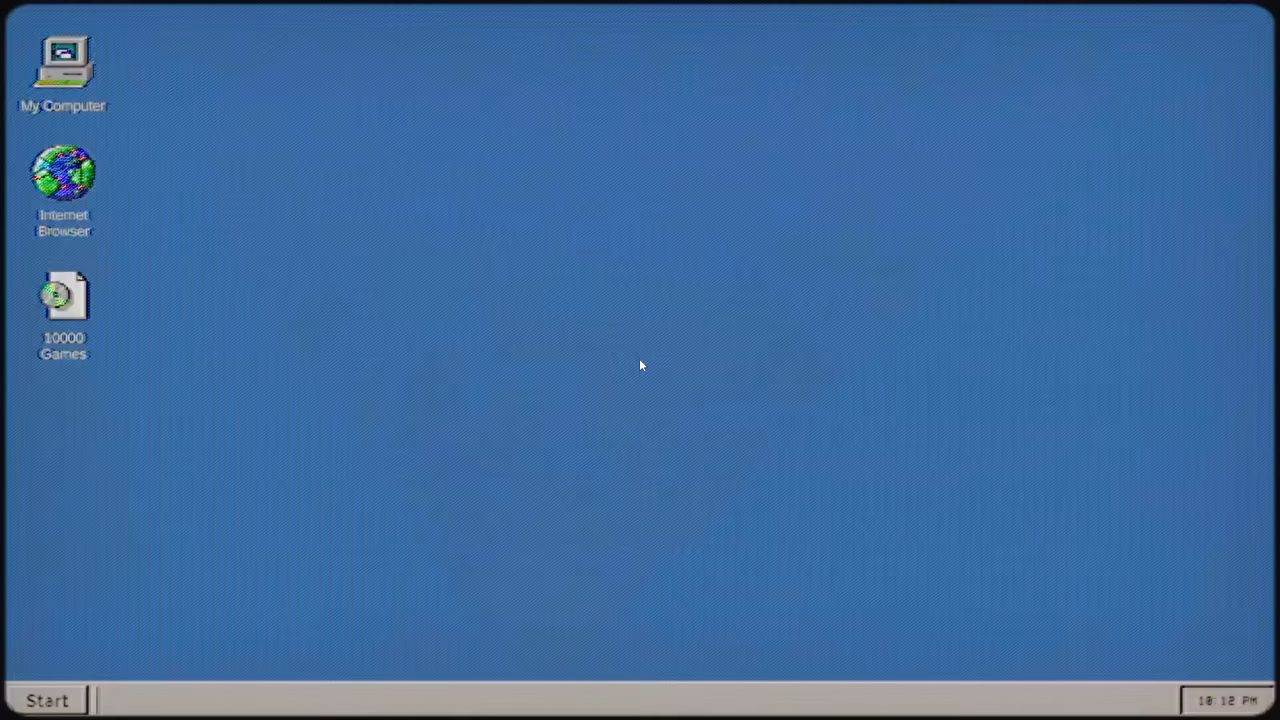 My Computer
Internet
Browser
10000
Games
Start
10:12 PM